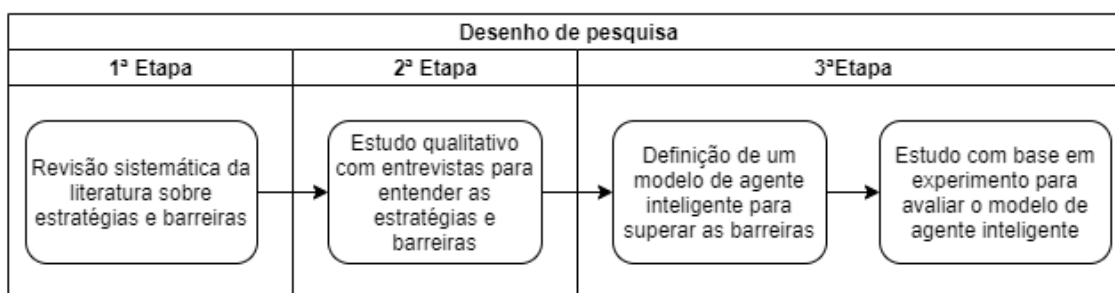 Desenho de pesquisa
1ª Etapa
2ª Etapa
3ªEtapa
Revisão sistemática da
literatura sobre
estratégias e barreiras
Estudo qualitativo
com entrevistas para
entender as
estratégias e
barreiras
Definição de um
modelo de agente
inteligente para
superar as barreiras
Estudo com base em
experimento para
avaliar o modelo de
agente inteligente